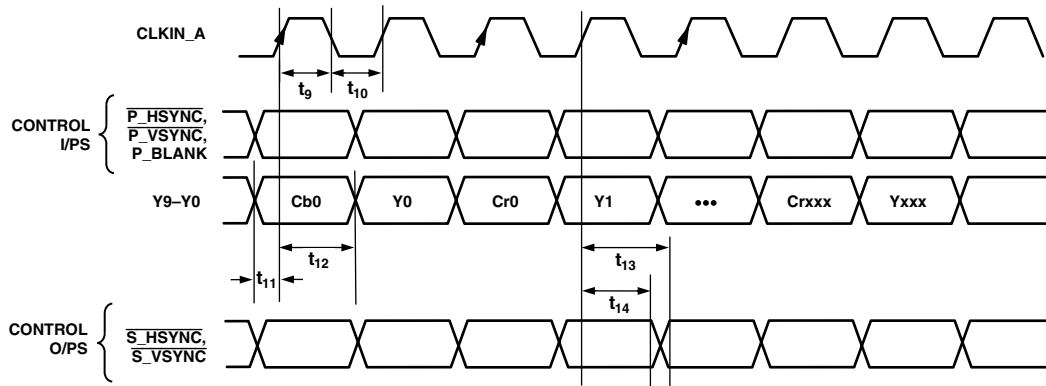 CLKIN_A
t9
t10
CONTROL
I/PS
P_HSYNC,
P_VSYNC,
P_BLANK
Y9–Y0
Cb0
Y0
Cr0
Y1
•••
Crxxx
Yxxx
t12
t11
t13
t14
CONTROL
O/PS
S_HSYNC,
S_VSYNC